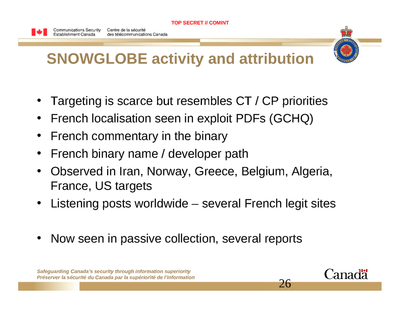 TOP SECRET // COMINT
Communications Security Centre de la sécurité
Establishment Canada des télécommunications Canada
SNOWGLOBE activity and attribution
• Targeting is scarce but resembles CT / CP priorities
• French localisation seen in exploit PDFs (GCHQ)
• French commentary in the binary
• French binary name / developer path
• Observed in Iran, Norway, Greece, Belgium, Algeria,
France, US targets
• Listening posts worldwide – several French legit sites
• Now seen in passive collection, several reports
Safeguarding Canada's security through information superiority
Préserver la sécurité du Canada par la supériorité de l'information
26
Canada